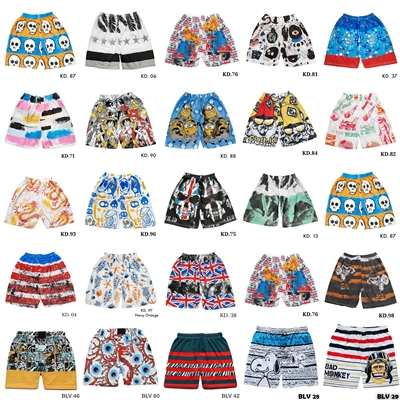 KD. 87
KD. 06
KD.76
KD.81
KD. 37
KD.71
KD. 90
KD. 88
KD.84
KD.82
KD.93
KD.96
KD.75
KD. 13
KD. 87
KD. 04
KD. 97
Navy Orange
KD. 38
KD.76
KD.98
BLV 46
BLV 60
BLV 42
BLV 28
BAD
MONKEY
BLV 29